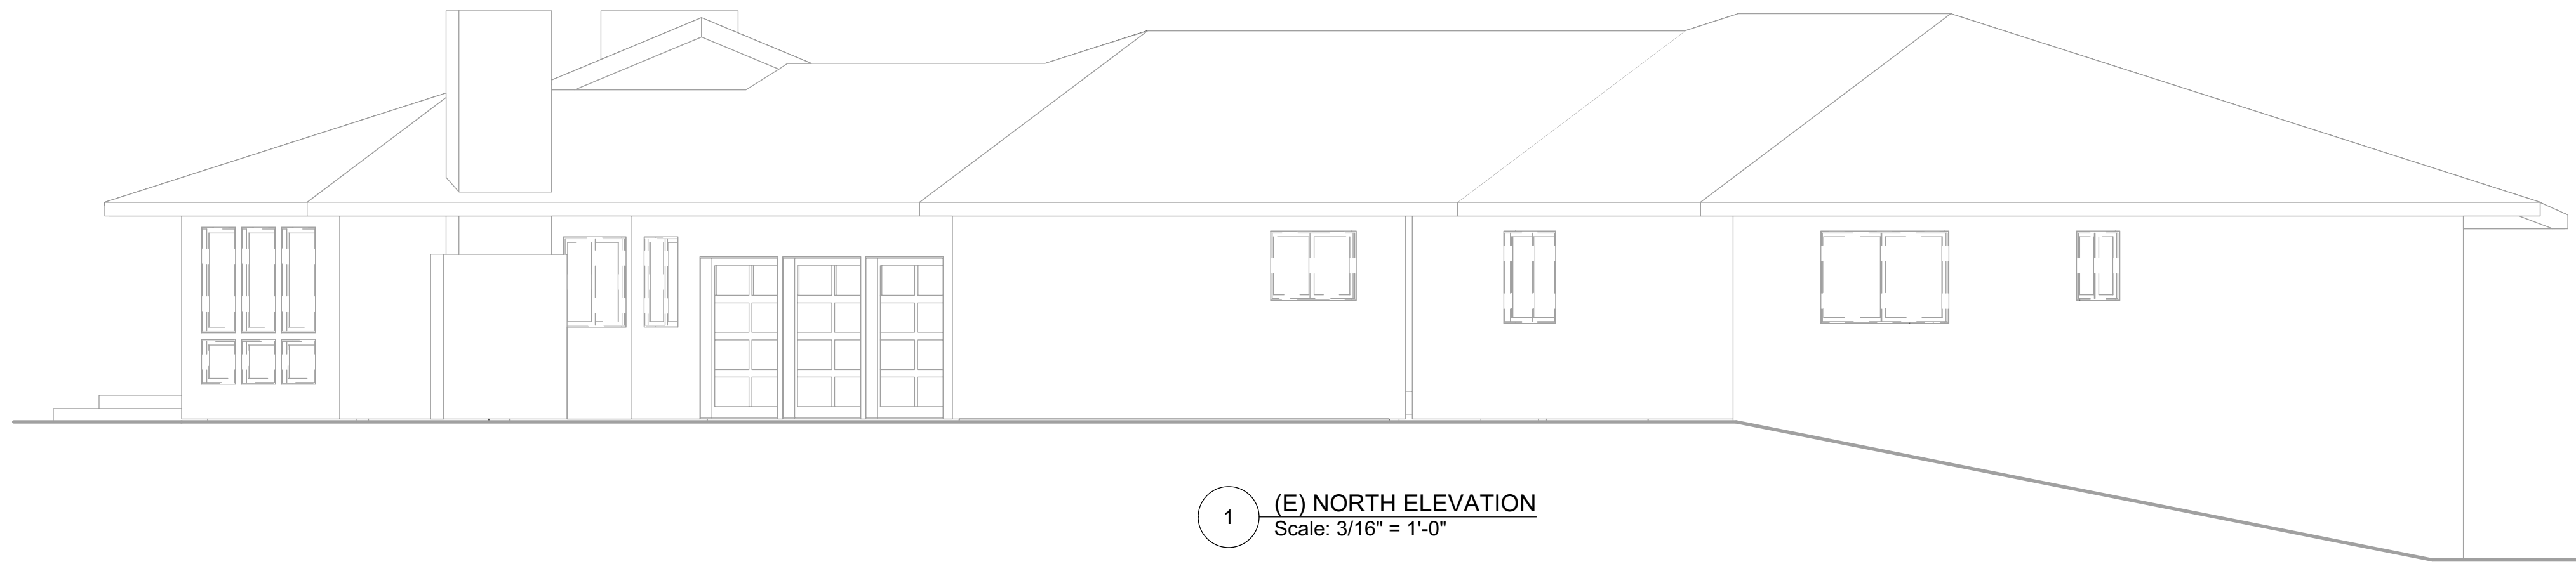 1
(E) NORTH ELEVATION
Scale: 3/16" = 1'-0"